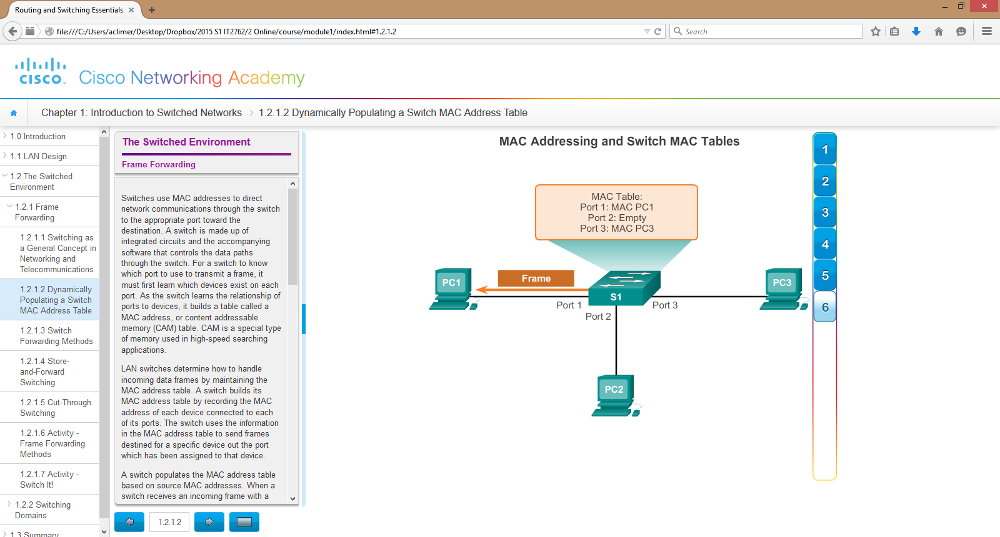 Routing and Switching Essentials
file:///C:/Users/aclimer/Desktop/Dropbox/2015 S1 IT2762/2 Online/course/module1/index.html#1.2.1.2
Search
CISCO.
Cisco Networking Academy
Chapter 1: Introduction to Switched Networks
1.2.1.2 Dynamically Populating a Switch MAC Address Table
1.0 Introduction
1.1 LAN Design
1.2 The Switched
Environment
1.2.1 Frame
Forwarding
1.2.1.1 Switching as
a General Concept in
Networking and
Telecommunications
1.2.1.2 Dynamically
Populating a Switch
MAC Address Table
1.2.1.3 Switch
Forwarding Methods
1.2.1.4 Store-
and-Forward
Switching
1.2.1.5 Cut-Through
Switching
1.2.1.6 Activity -
Frame Forwarding
Methods
1.2.1.7 Activity -
Switch It!
1.2.2 Switching
Domains
1.3 Summary
The Switched Environment
Frame Forwarding
Switches use MAC addresses to direct
network communications through the switch
to the appropriate port toward the
destination. A switch is made up of
integrated circuits and the accompanying
software that controls the data paths
through the switch. For a switch to know
which port to use to transmit a frame, it
must first learn which devices exist on each
port. As the switch learns the relationship of
ports to devices, it builds a table called a
MAC address, or content addressable
memory (CAM) table. CAM is a special type
of memory used in high-speed searching
applications.
LAN switches determine how to handle
incoming data frames by maintaining the
MAC address table. A switch builds its
MAC address table by recording the MAC
address of each device connected to each
of its ports. The switch uses the information
in the MAC address table to send frames
destined for a specific device out the port
which has been assigned to that device.
A switch populates the MAC address table
based on source MAC addresses. When a
switch receives an incoming frame with a
1.2.1.2
MAC Addressing and Switch MAC Tables
MAC Table:
Port 1: MAC PC1
Port 2: Empty
Port 3: MAC PC3
PC1
Frame
S1
PC3
Port 1
Port 3
Port 2
PC2
1
2
3
4
5
6